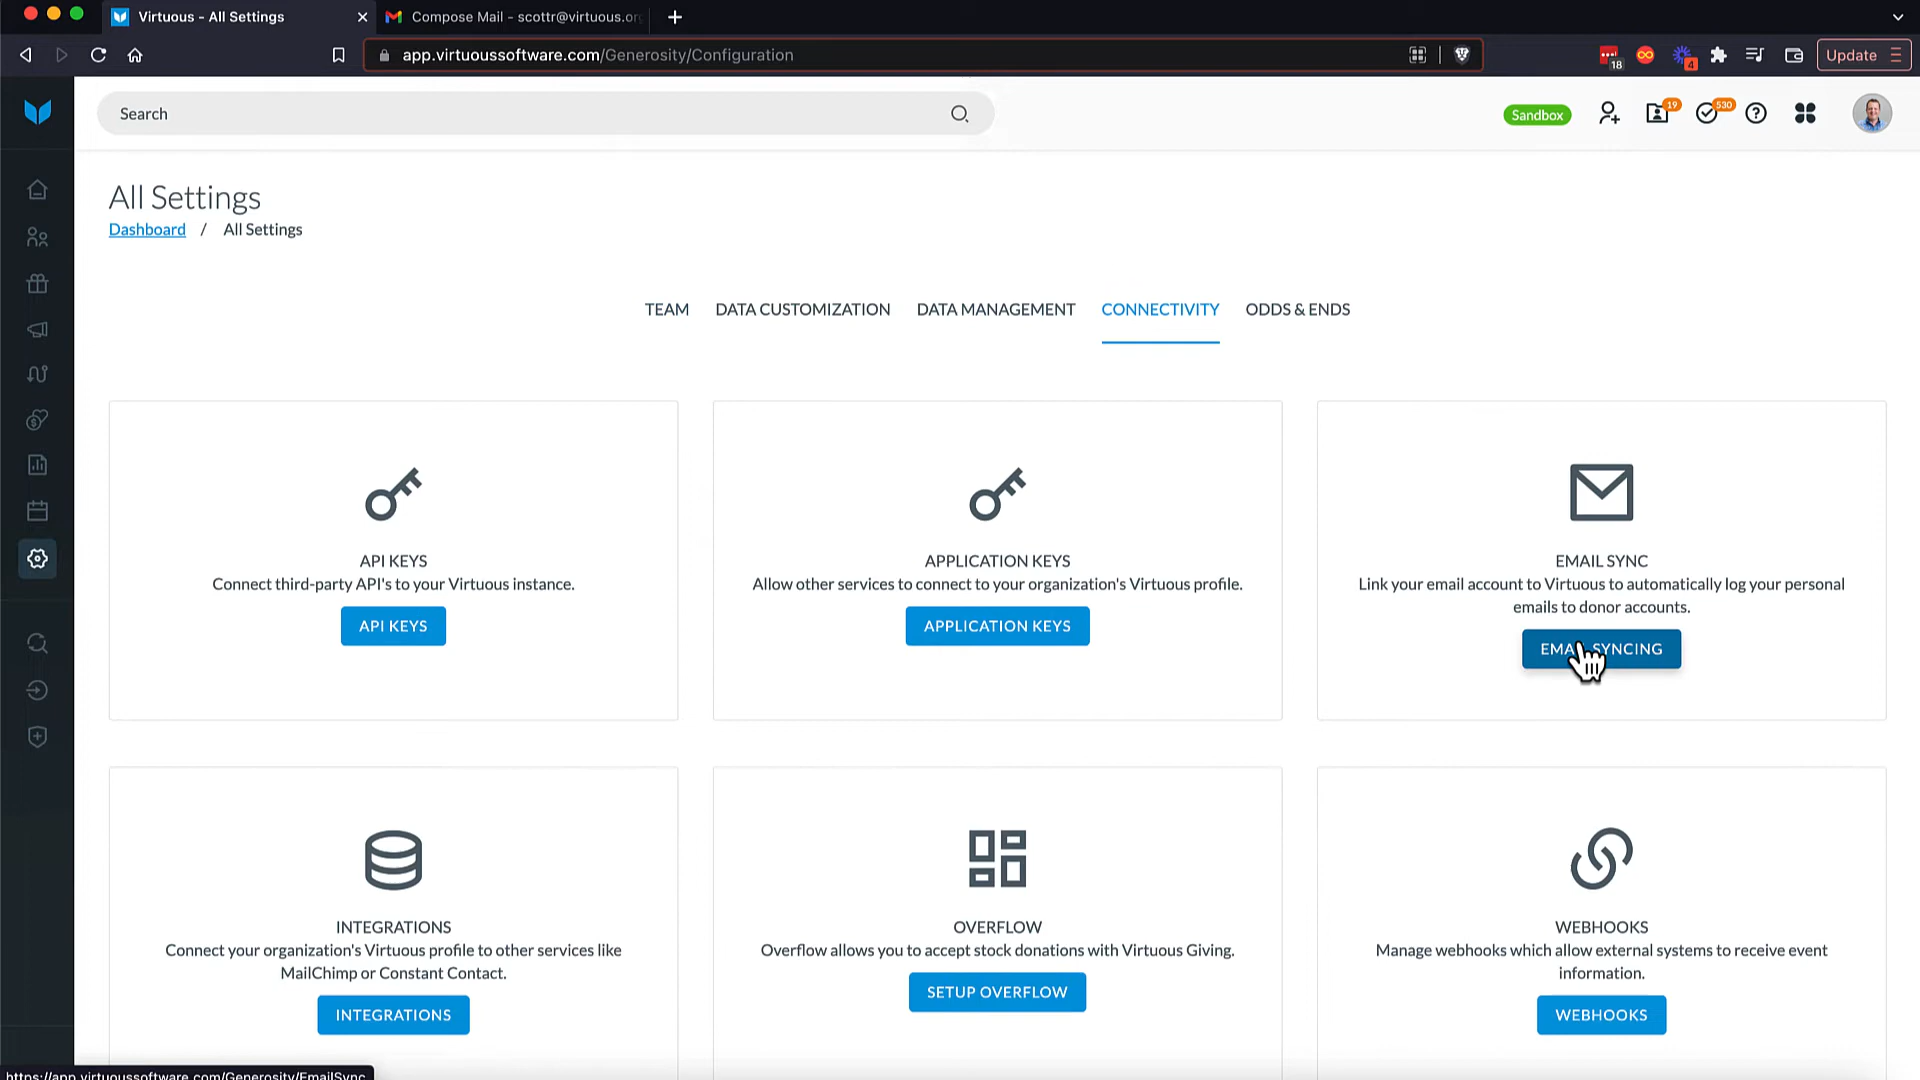 Virtuous - All Settings
Compose Mail - scottr@virtuous.or
app.virtuoussoftware.com/Generosity/Configuration
18
4
Update
Search
Sandbox
19
530
All Settings
Dashboard / All Settings
TEAM
DATA CUSTOMIZATION
DATA MANAGEMENT
CONNECTIVITY
ODDS & ENDS
API KEYS
Connect third-party API's to your Virtuous instance.
API KEYS
APPLICATION KEYS
Allow other services to connect to your organization's Virtuous profile.
APPLICATION KEYS
EMAIL SYNC
Link your email account to Virtuous to automatically log your personal
emails to donor accounts.
EMAIL SYNCING
INTEGRATIONS
Connect your organization's Virtuous profile to other services like
MailChimp or Constant Contact.
INTEGRATIONS
OVERFLOW
Overflow allows you to accept stock donations with Virtuous Giving.
SETUP OVERFLOW
WEBHOOKS
Manage webhooks which allow external systems to receive event
information.
WEBHOOKS
https://app.virtuoussoftware.com/Generosity/EmailSync